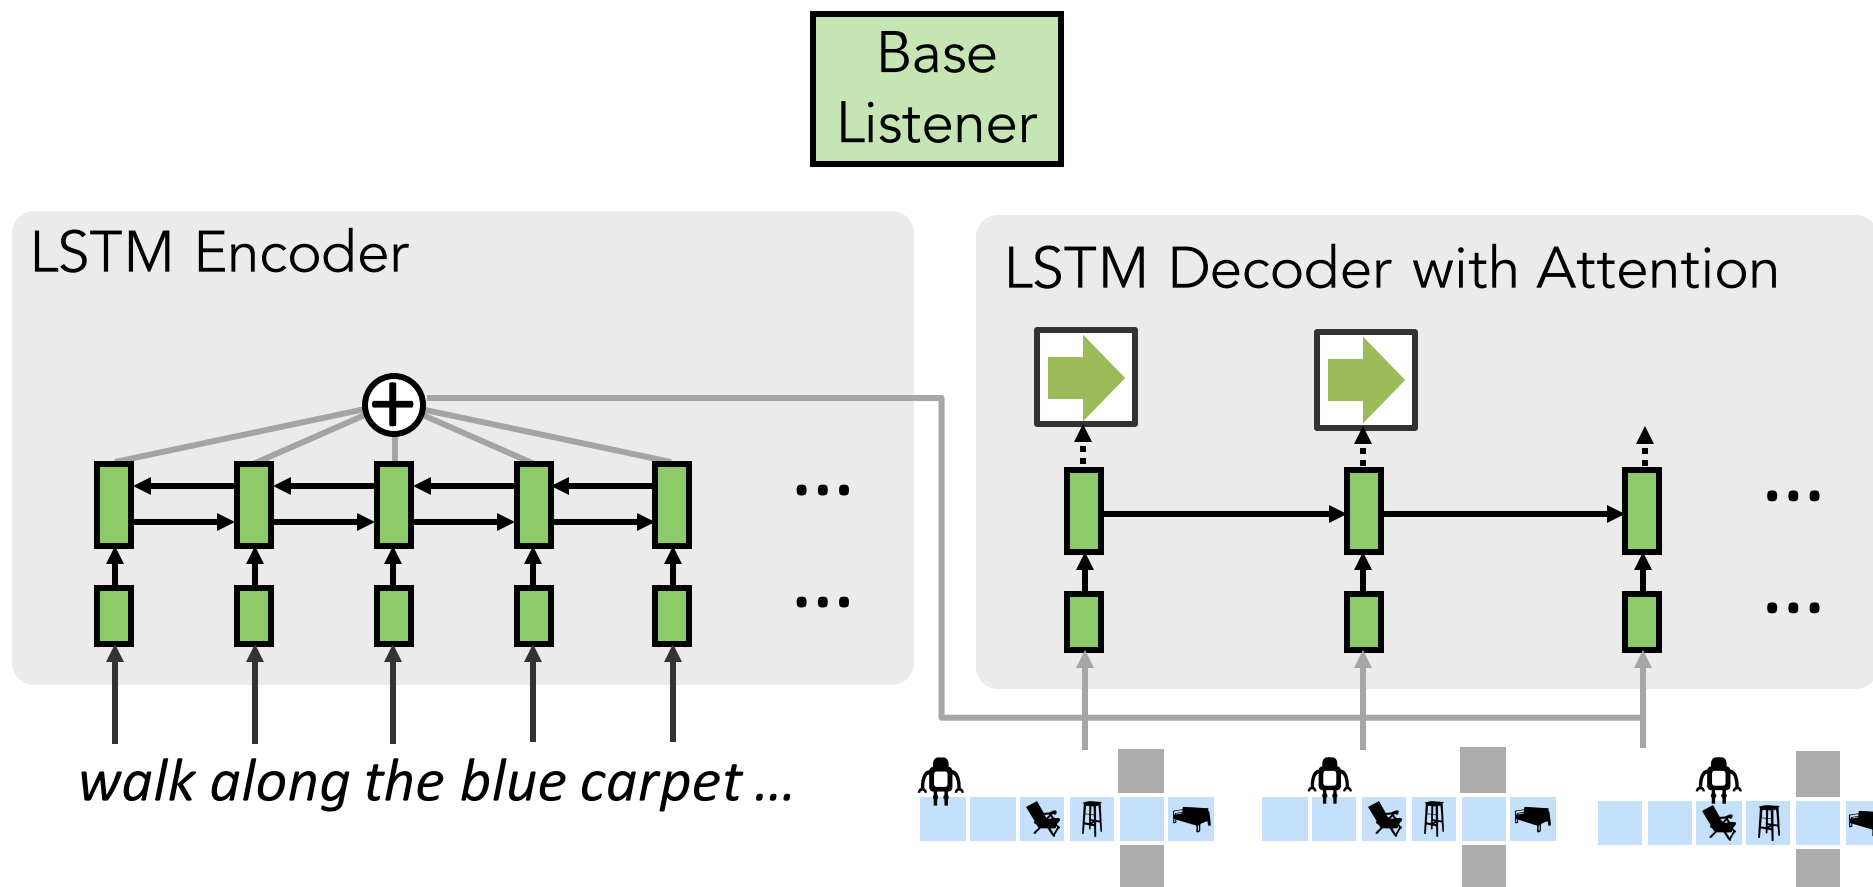 Base
Listener
LSTM Encoder
LSTM Decoder with Attention
... ...
... ...
walk along the blue carpet ...